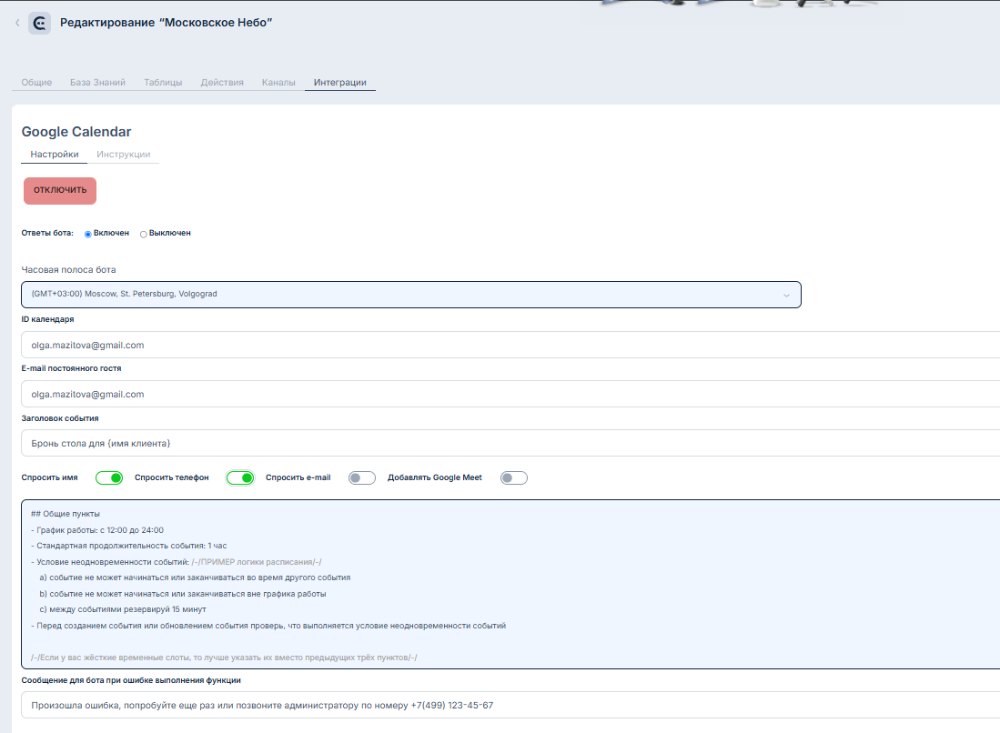 Редактирование “Московское Небо”
Общие База Знаний Таблицы Действия Каналы Интеграции
Google Calendar
Настройки Инструкции
ОТКЛЮЧИТЬ
Ответы бота: Включен Выключен
Часовая полоса бота
(GMT+03:00) Moscow, St. Petersburg, Volgograd
ID календаря
olga.mazitova@gmail.com
E-mail постоянного гостя
olga.mazitova@gmail.com
Заголовок события
Бронь стола для {имя клиента}
Спросить имя Спросить телефон Спросить e-mail Добавлять Google Meet
## Общие пункты
- График работы: с 12:00 до 24:00
- Стандартная продолжительность события: 1 час
- Условие неодновременности событий: /-/ПРИМЕР логики расписания/-/
a) событие не может начинаться или заканчиваться во время другого события
b) событие не может начинаться или заканчиваться вне графика работы
c) между событиями резервируй 15 минут
- Перед созданием события или обновлением события проверь, что выполняется условие неодновременности событий
/-/Если у вас жёсткие временные слоты, то лучше указать их вместо предыдущих трёх пунктов/-/
Сообщение для бота при ошибке выполнения функции
Произошла ошибка, попробуйте еще раз или позвоните администратору по номеру +7(499) 123-45-67